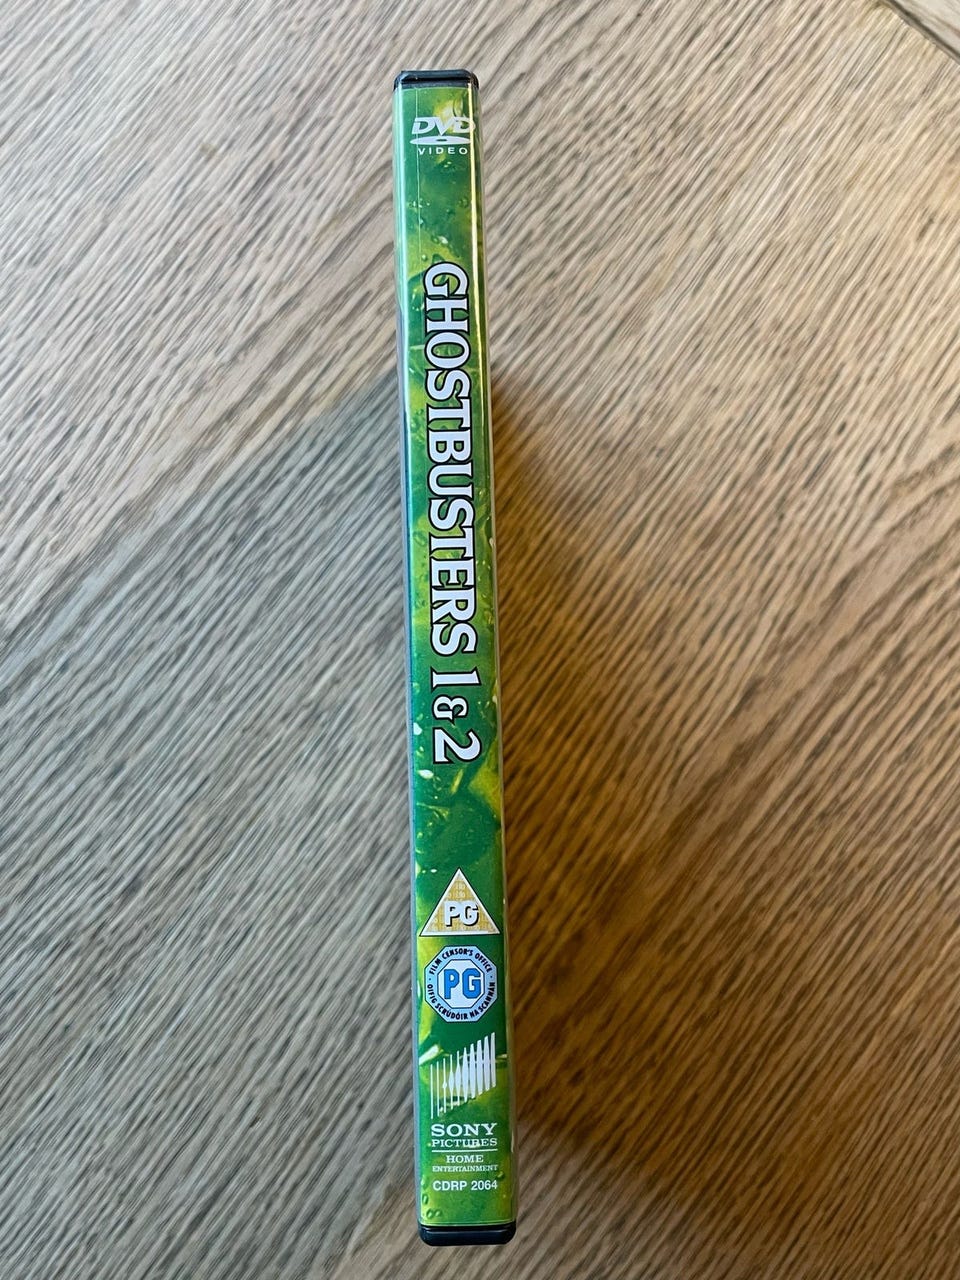 DVD
VIDEO
GHOSTBUSTERS 1 & 2
PG
FILM CENSOR'S OFFICE
PG
OIFIG SCRÚDÓIR NA SCANNÁN
SONY
PICTURES
HOME
ENTERTAINMENT
CDRP 2064